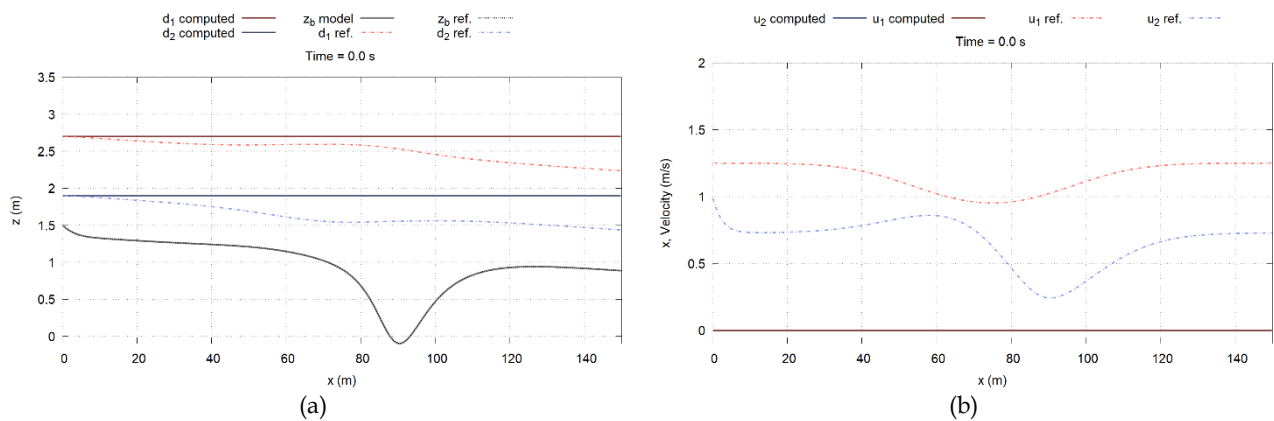 d1 computed zb model zb ref.
d2 computed d1 ref. d2 ref.
Time = 0.0 s
3.5
3
2.5
2
1.5
1
0.5
0
z (m)
0 20 40 60 80 100 120 140
x (m)
(a)
u2 computed u1 computed u1 ref. u2 ref.
Time = 0.0 s
2
1.5
1
0.5
0
x, Velocity (m/s)
0 20 40 60 80 100 120 140
x (m)
(b)